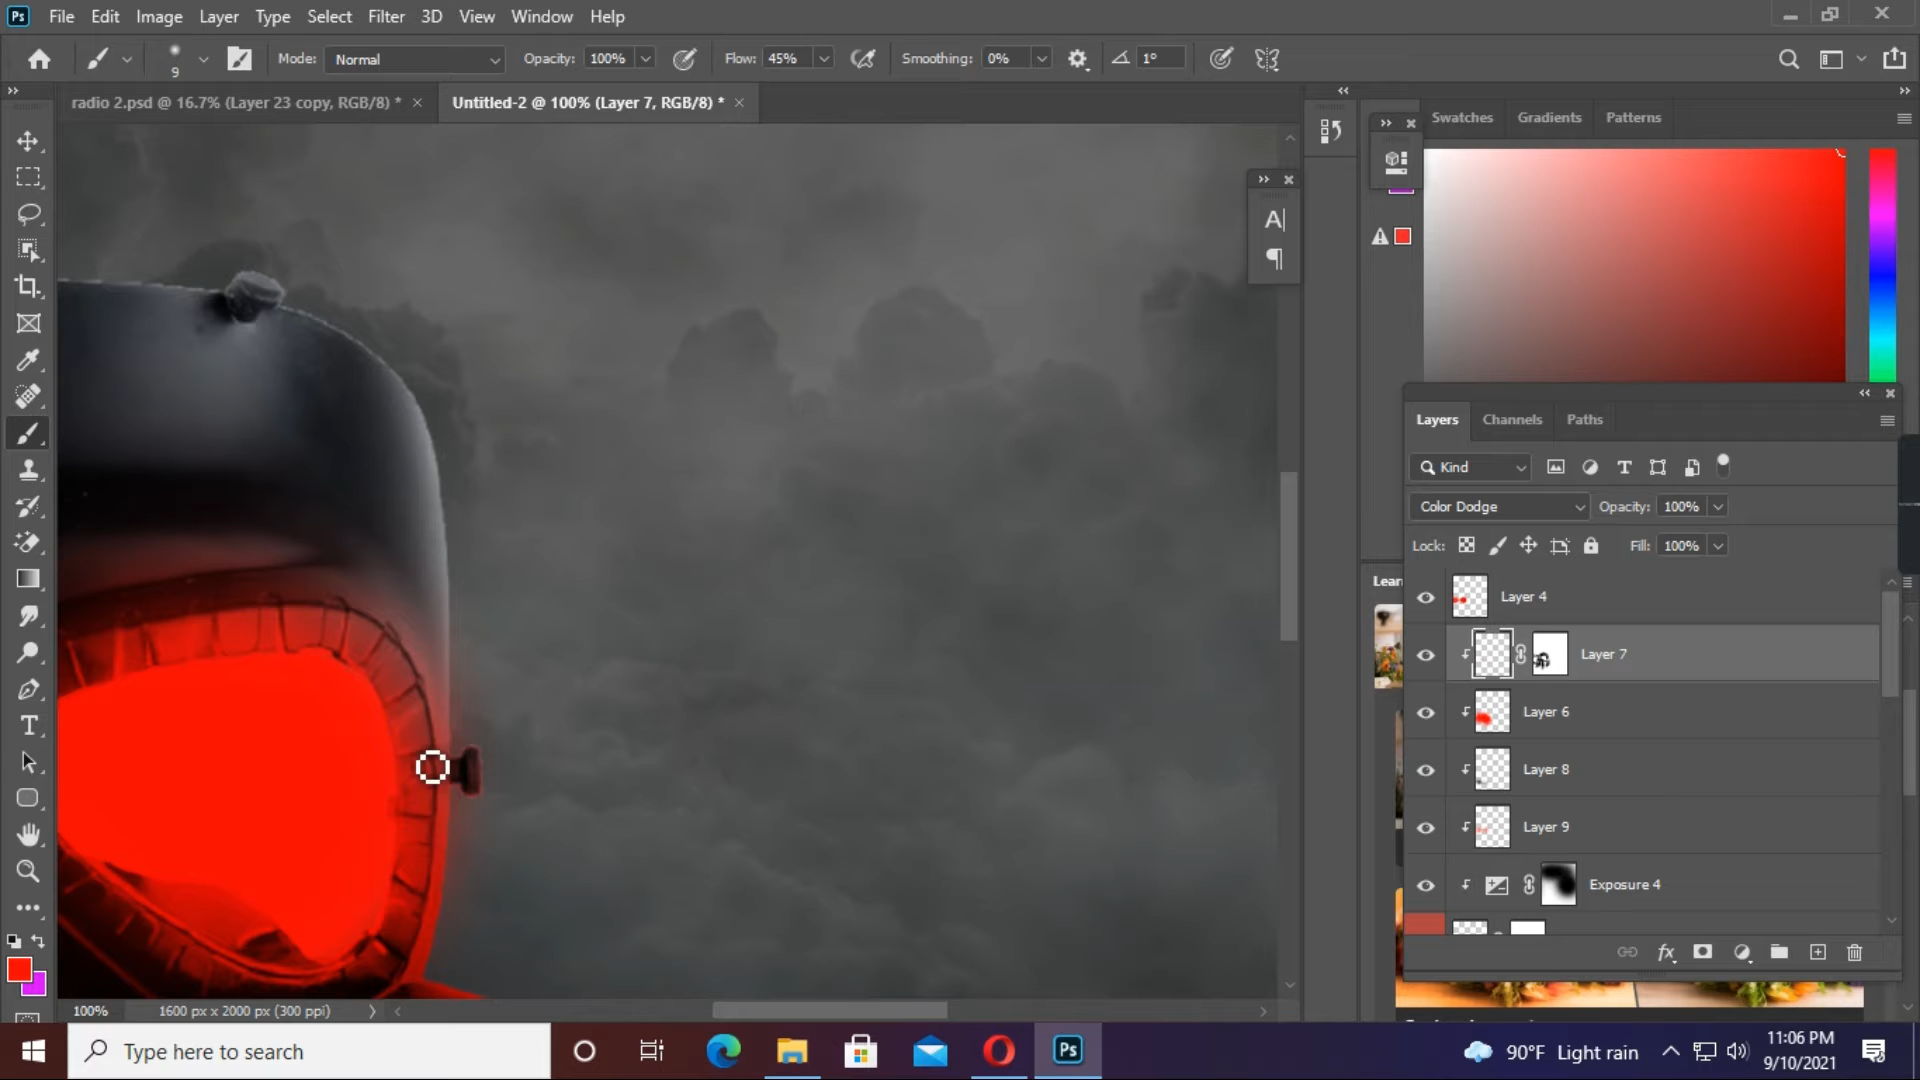 Ps File Edit Image Layer Type Select Filter 3D View Window Help
9 Mode: Normal Opacity: 100% Flow: 45% Smoothing: 0% 1°
radio 2.psd @ 16.7% (Layer 23 copy, RGB/8) * × Untitled-2 @ 100% (Layer 7, RGB/8) * ×
Swatches Gradients Patterns
A|
¶
Layers Channels Paths
Kind
Color Dodge Opacity: 100%
Lock: Fill: 100%
Lear
Layer 4
Layer 7
Layer 6
Layer 8
Layer 9
Exposure 4
fx
100% 1600 px x 2000 px (300 ppi)
Type here to search
Ps
90°F Light rain
11:06 PM
9/10/2021